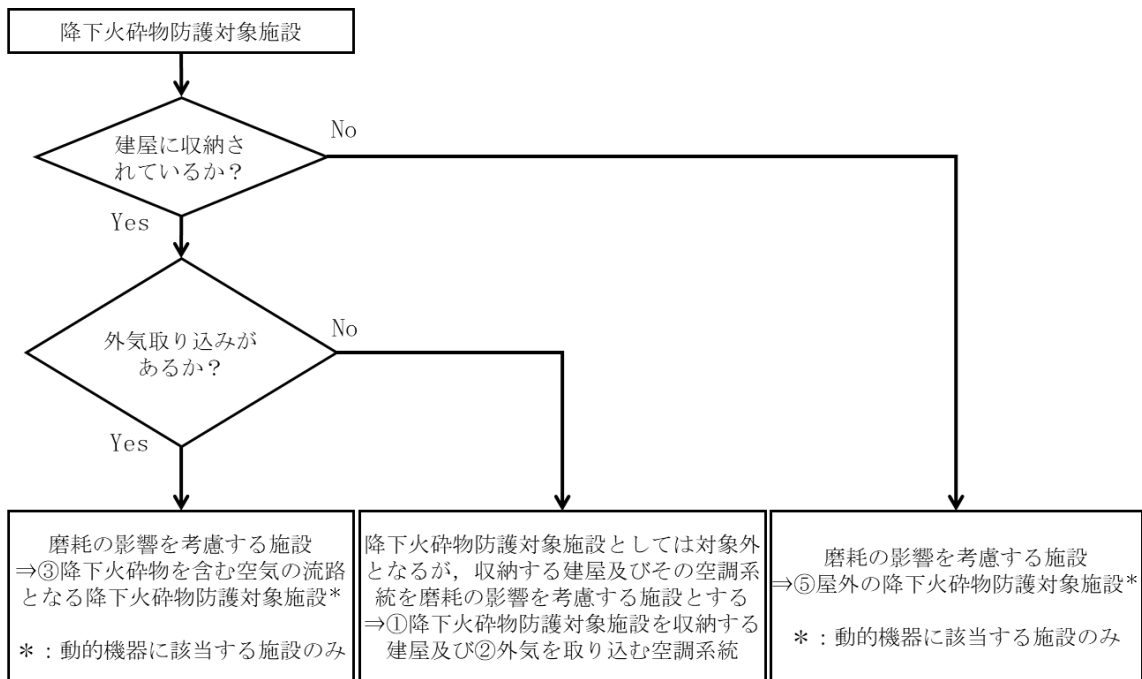 降下火砕物防護対象施設
建屋に収納さ
れているか？
No
Yes
外気取り込みが
あるか？
No
Yes
磨耗の影響を考慮する施設
⇒③降下火砕物を含む空気の流路
となる降下火砕物防護対象施設＊
＊：動的機器に該当する施設のみ
降下火砕物防護対象施設としては対象外
となるが，収納する建屋及びその空調系
統を磨耗の影響を考慮する施設とする
⇒①降下火砕物防護対象施設を収納する
建屋及び②外気を取り込む空調系統
磨耗の影響を考慮する施設
⇒⑤屋外の降下火砕物防護対象施設＊
＊：動的機器に該当する施設のみ